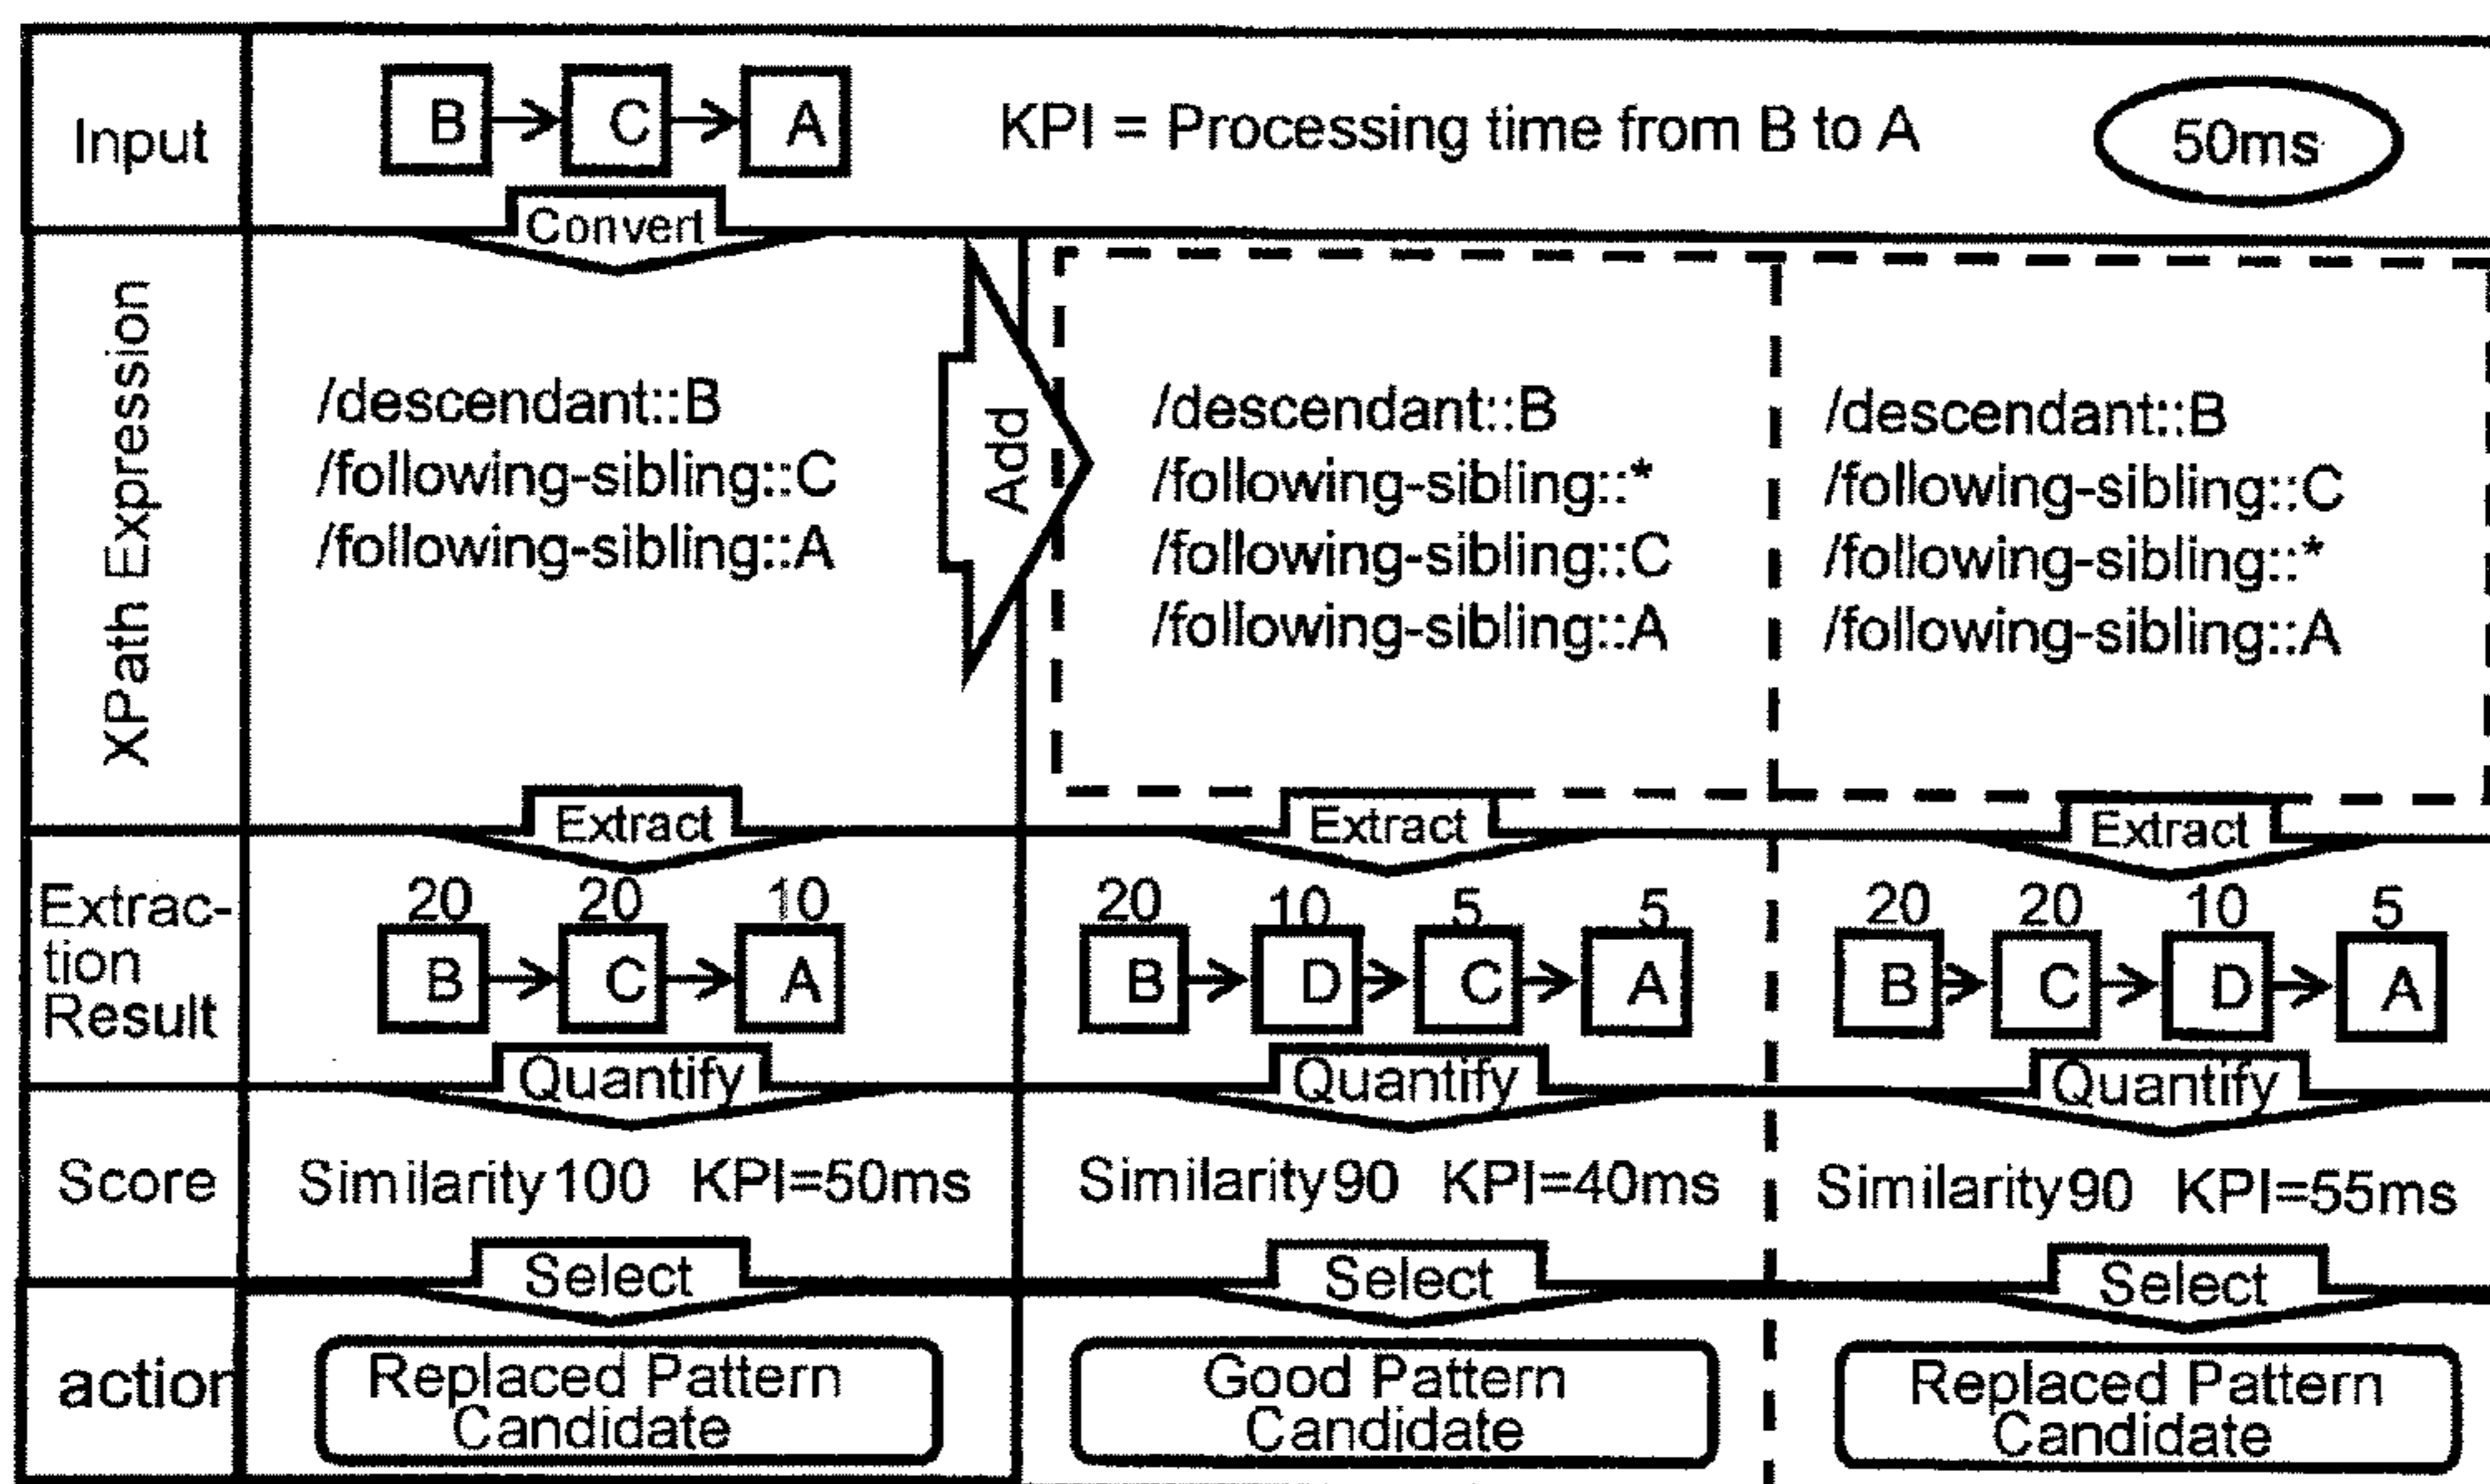 Input
B C A
KPI = Processing time from B to A
50ms
Convert
XPath Expression
/descendant::B
/following-sibling::C
/following-sibling::A
Add
/descendant::B
/following-sibling::*
/following-sibling::C
/following-sibling::A
/descendant::B
/following-sibling::C
/following-sibling::*
/following-sibling::A
Extract
Extract
Extract
Extrac-
tion
Result
20 20 10
B C A
20 10 5 5
B D C A
20 20 10 5
B C D A
Quantify
Quantify
Quantify
Score
Similarity100 KPI=50ms
Similarity90 KPI=40ms
Similarity90 KPI=55ms
Select
Select
Select
action
Replaced Pattern
Candidate
Good Pattern
Candidate
Replaced Pattern
Candidate